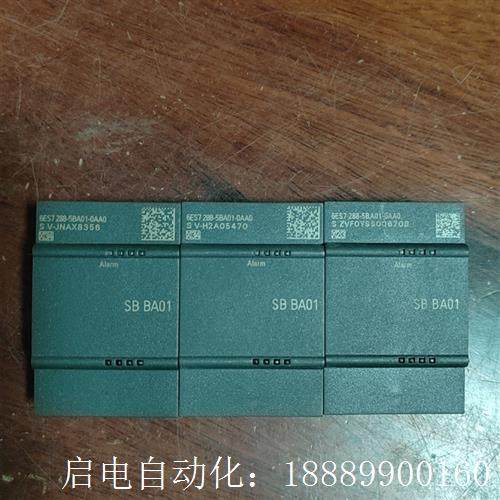 6ES7 288-5BA01-0AA0
S V-JNAX8356
Alarm
SB BA01
6ES7 288-5BA01-0AA0
S V-H2A05470
Alarm
SB BA01
6ES7 288-5BA01-0AA0
Alarm
SB BA01
启电自动化：18889900160